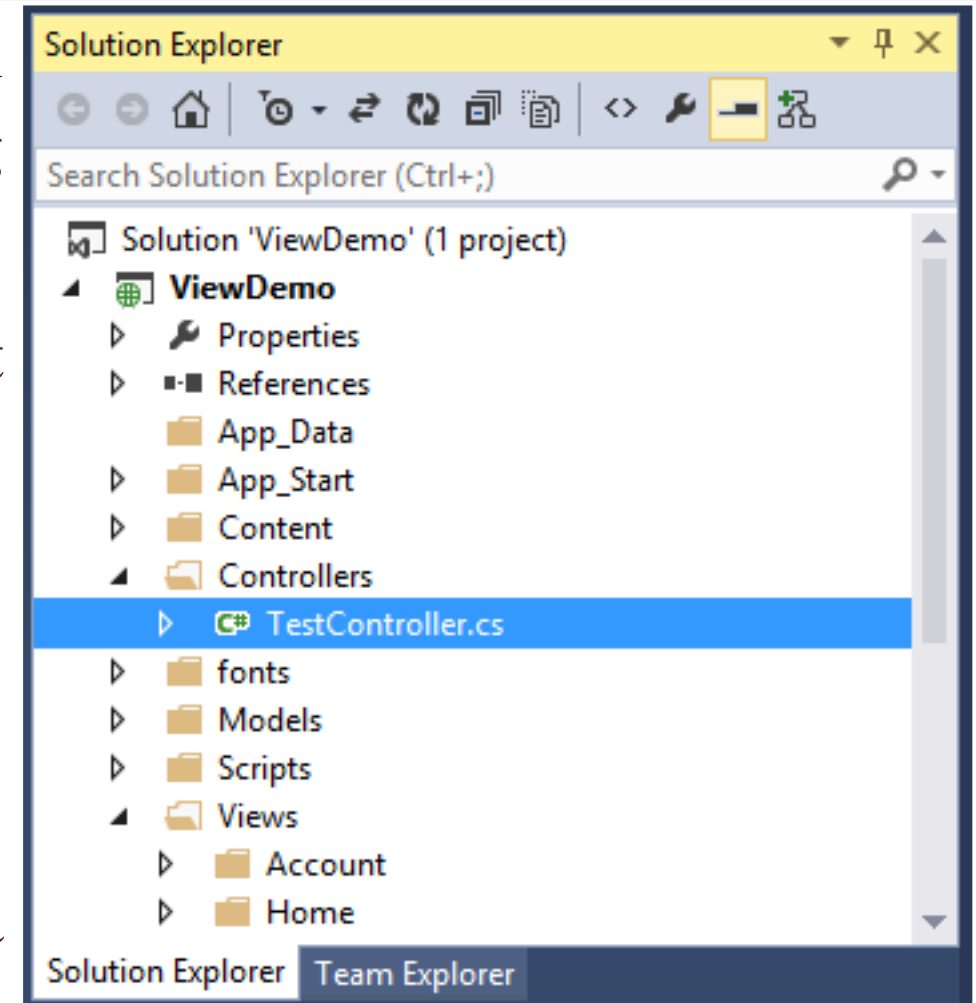 Solution Explorer
Search Solution Explorer (Ctrl+;)
Solution 'ViewDemo' (1 project)
ViewDemo
Properties
References
App_Data
App_Start
Content
Controllers
C# TestController.cs
fonts
Models
Scripts
Views
Account
Home
Solution Explorer Team Explorer